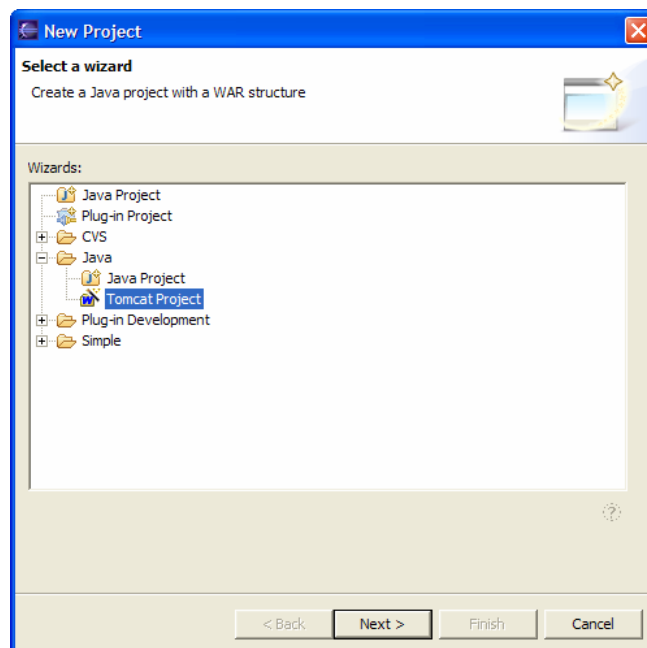 New Project
Select a wizard
Create a Java project with a WAR structure
Wizards:
Java Project
Plug-in Project
CVS
Java
Java Project
Tomcat Project
Plug-in Development
Simple
< Back Next > Finish Cancel